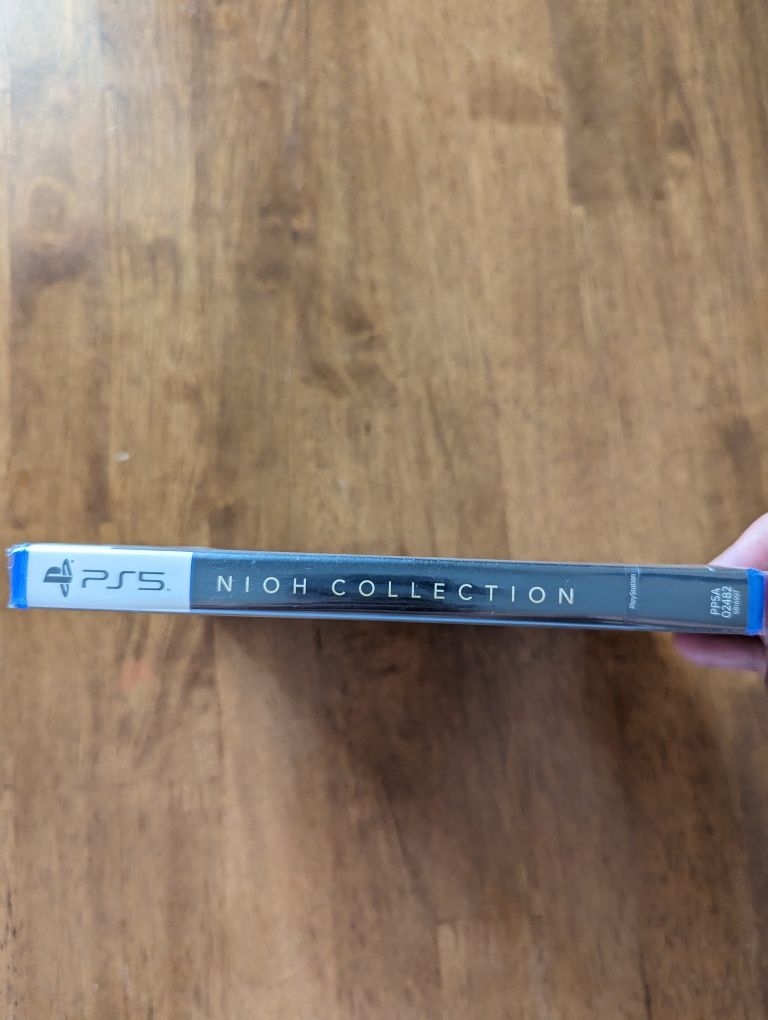 PS5
NIOH COLLECTION
PlayStation
PPSA
02482